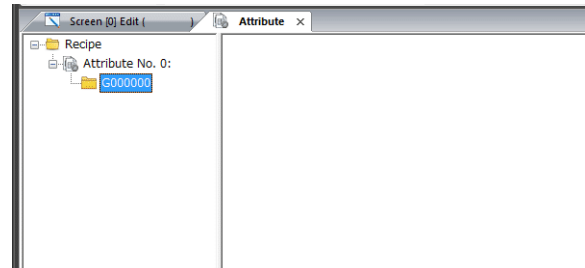 Screen [0] Edit ( ) Attribute ×
Recipe
Attribute No. 0:
G000000